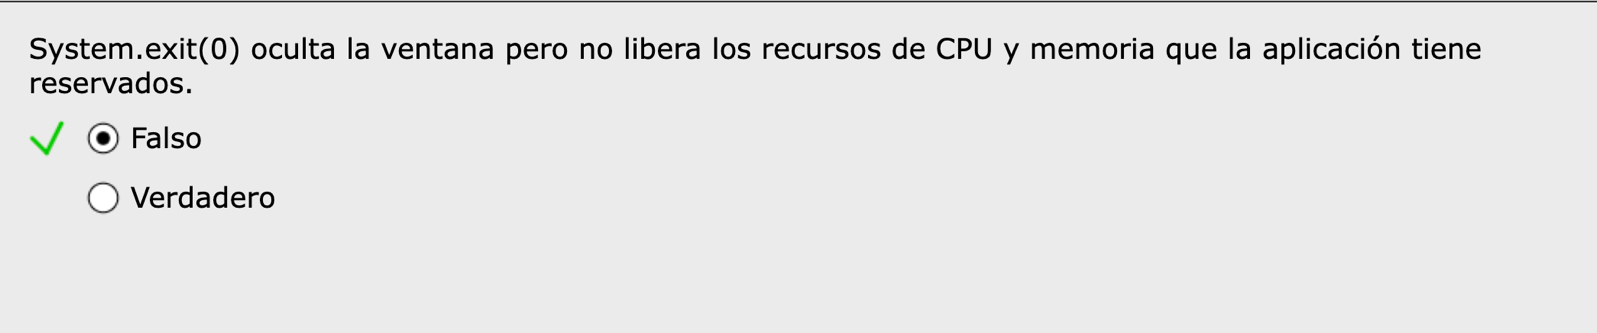 System.exit(0) oculta la ventana pero no libera los recursos de CPU y memoria que la aplicación tiene
reservados.
Falso
Verdadero